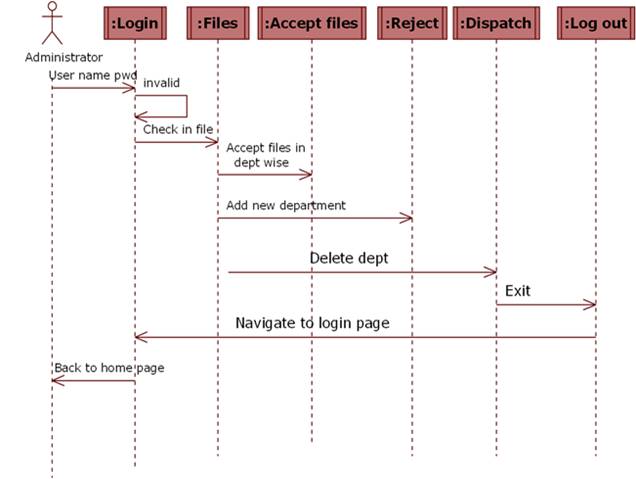 :Login
:Files
:Accept files
:Reject
:Dispatch
:Log out
Administrator
User name pwd
invalid
Check in file
Accept files in
dept wise
Add new department
Delete dept
Exit
Navigate to login page
Back to home page